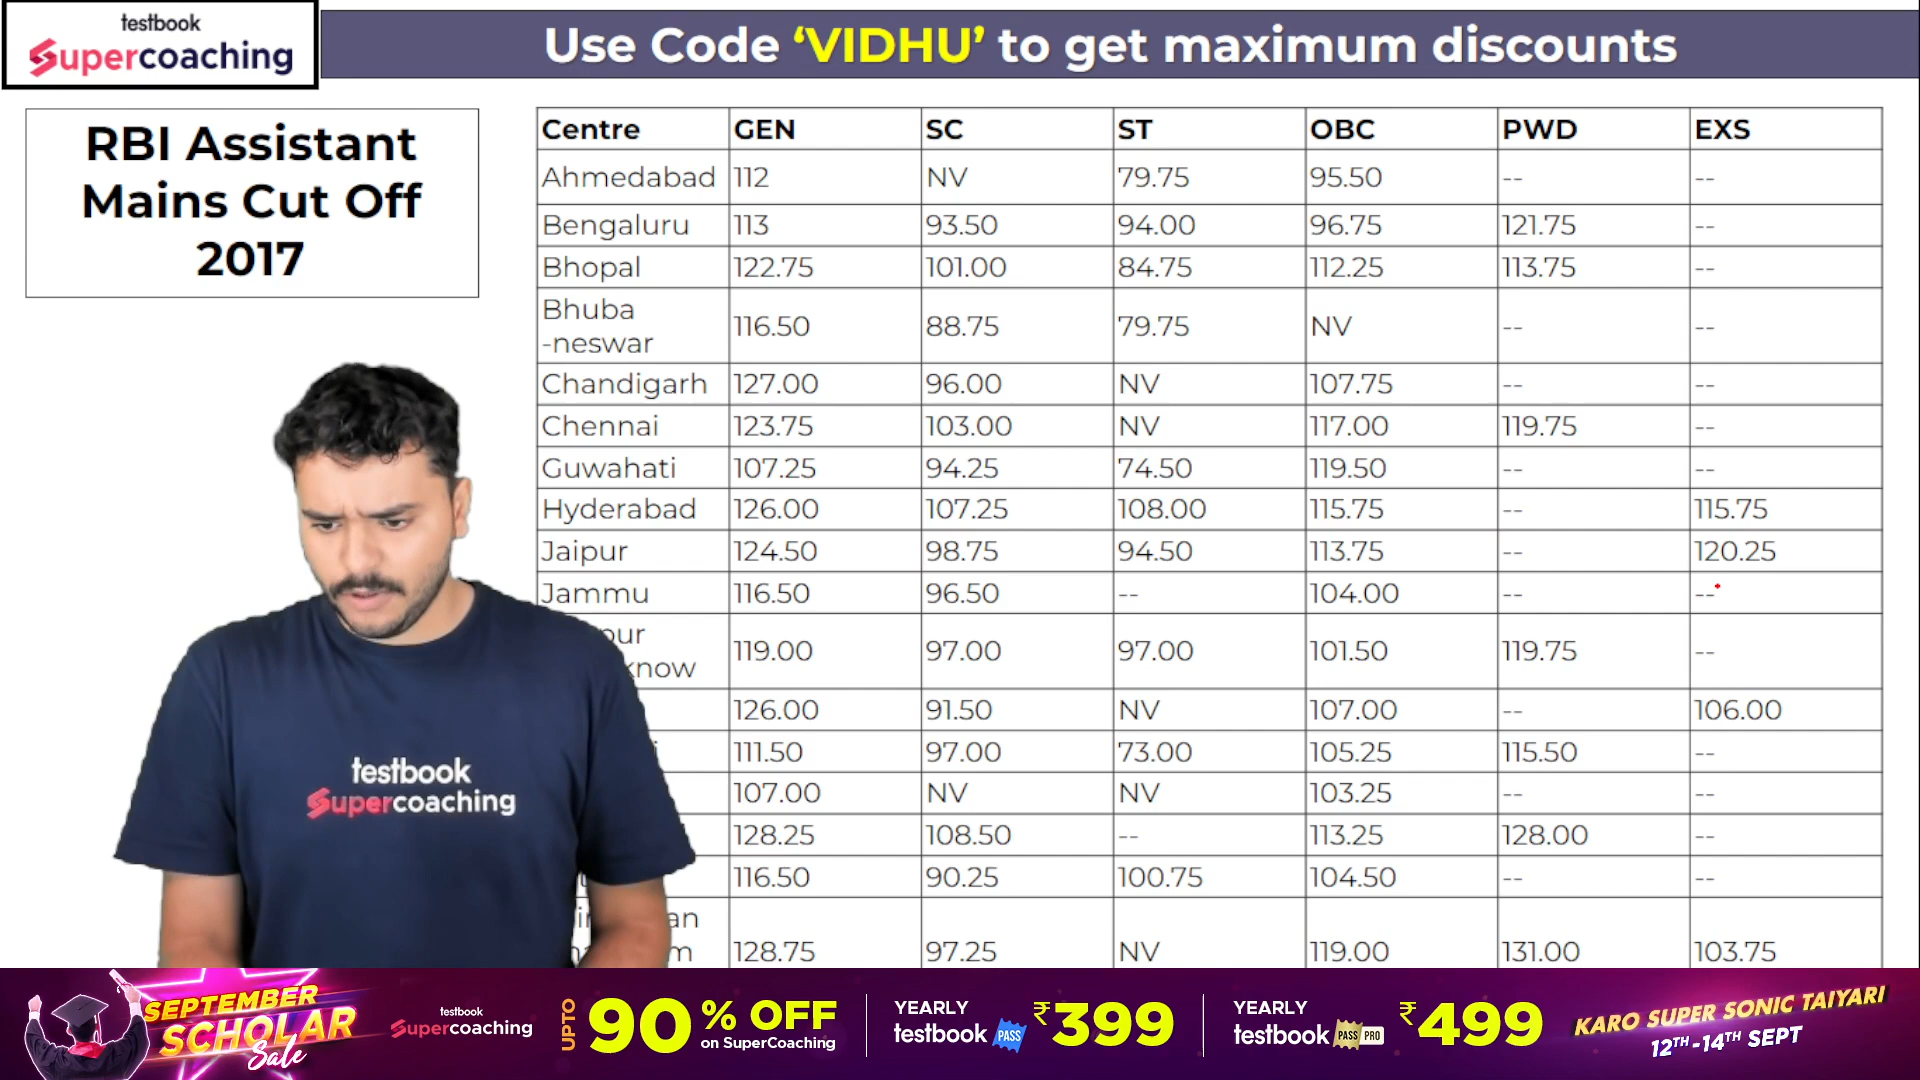 testbook
Supercoaching
Use Code ‘VIDHU’ to get maximum discounts
RBI Assistant
Mains Cut Off
2017
Centre GEN SC ST OBC PWD EXS
Ahmedabad 112 NV 79.75 95.50 -- --
Bengaluru 113 93.50 94.00 96.75 121.75 --
Bhopal 122.75 101.00 84.75 112.25 113.75 --
Bhuba
-neswar 116.50 88.75 79.75 NV -- --
Chandigarh 127.00 96.00 NV 107.75 -- --
Chennai 123.75 103.00 NV 117.00 119.75 --
Guwahati 107.25 94.25 74.50 119.50 -- --
Hyderabad 126.00 107.25 108.00 115.75 -- 115.75
Jaipur 124.50 98.75 94.50 113.75 -- 120.25
Jammu 116.50 96.50 -- 104.00 -- --
119.00 97.00 97.00 101.50 119.75 --
126.00 91.50 NV 107.00 -- 106.00
111.50 97.00 73.00 105.25 115.50 --
107.00 NV NV 103.25 -- --
128.25 108.50 -- 113.25 128.00 --
116.50 90.25 100.75 104.50 -- --
128.75 97.25 NV 119.00 131.00 103.75
testbook
Supercoaching
SEPTEMBER
SCHOLAR
Sale
testbook
Supercoaching
UPTO 90% OFF
on SuperCoaching
YEARLY
testbook PASS ₹399
YEARLY
testbook PASS PRO ₹499
KARO SUPER SONIC TAIYARI
12TH-14TH SEPT